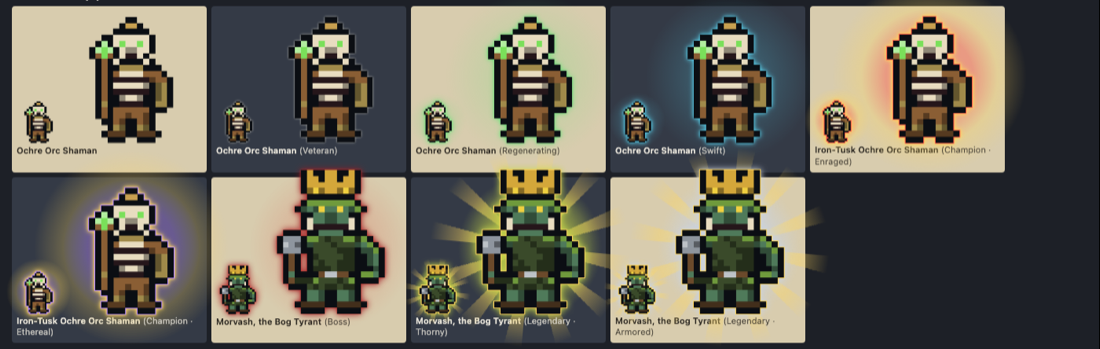 Ochre Orc Shaman
Ochre Orc Shaman (Veteran)
Ochre Orc Shaman (Regenerating)
Ochre Orc Shaman (Swift)
Iron-Tusk Ochre Orc Shaman (Champion ·
Enraged)
Iron-Tusk Ochre Orc Shaman (Champion ·
Ethereal)
Morvash, the Bog Tyrant (Boss)
Morvash, the Bog Tyrant (Legendary ·
Thorny)
Morvash, the Bog Tyrant (Legendary ·
Armored)